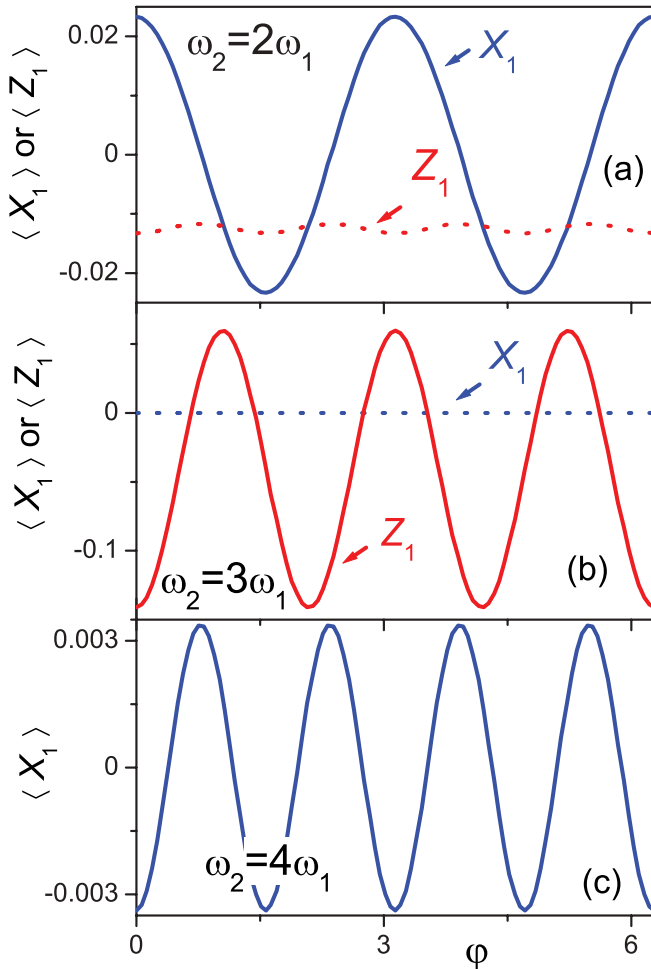 0.02
ω₂=2ω₁
X₁
⟨ X₁ ⟩ or ⟨ Z₁ ⟩
0
Z₁
(a)
-0.02
X₁
⟨ X₁ ⟩ or ⟨ Z₁ ⟩
0
Z₁
-0.1
ω₂=3ω₁
(b)
0.003
⟨ X₁ ⟩
0
ω₂=4ω₁
(c)
-0.003
0
3
φ
6